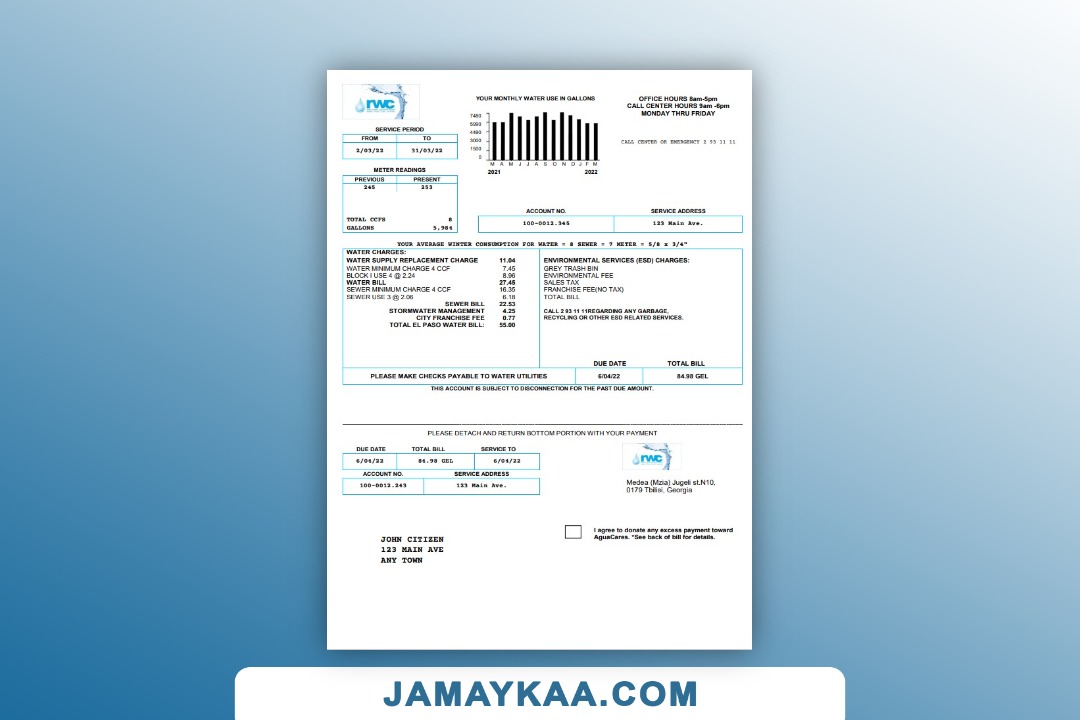 rwc
SERVICE PERIOD
FROM TO
2/03/22 31/03/22
METER READINGS
PREVIOUS PRESENT
245 253
TOTAL CCFS 8
GALLONS 5,984
YOUR MONTHLY WATER USE IN GALLONS
7480
5990
4490
3000
1500
0
M A M J J A S O N D J F M
2021 2022
OFFICE HOURS 8am-5pm
CALL CENTER HOURS 9am -6pm
MONDAY THRU FRIDAY
CALL CENTER OR EMERGENCY 2 93 11 11
ACCOUNT NO. SERVICE ADDRESS
100-0012.345 123 Main Ave.
YOUR AVERAGE WINTER CONSUMPTION FOR WATER = 8 SEWER = 7 METER = 5/8 x 3/4"
WATER CHARGES:
WATER SUPPLY REPLACEMENT CHARGE 11.04
WATER MINIMUM CHARGE 4 CCF 7.45
BLOCK I USE 4 @ 2.24 8.96
WATER BILL 27.45
SEWER MINIMUM CHARGE 4 CCF 16.35
SEWER USE 3 @ 2.06 6.18
SEWER BILL 22.53
STORMWATER MANAGEMENT 4.25
CITY FRANCHISE FEE 0.77
TOTAL EL PASO WATER BILL: 55.00
ENVIRONMENTAL SERVICES (ESD) CHARGES:
GREY TRASH BIN
ENVIRONMENTAL FEE
SALES TAX
FRANCHISE FEE(NO TAX)
TOTAL BILL
CALL 2 93 11 11REGARDING ANY GARBAGE,
RECYCLING OR OTHER ESD RELATED SERVICES.
DUE DATE TOTAL BILL
PLEASE MAKE CHECKS PAYABLE TO WATER UTILITIES 6/04/22 84.98 GEL
THIS ACCOUNT IS SUBJECT TO DISCONNECTION FOR THE PAST DUE AMOUNT.
PLEASE DETACH AND RETURN BOTTOM PORTION WITH YOUR PAYMENT
DUE DATE TOTAL BILL SERVICE TO
6/04/22 84.98 GEL 6/04/22
ACCOUNT NO. SERVICE ADDRESS
100-0012.243 123 Main Ave.
rwc
Medea (Mzia) Jugeli st.N10,
0179 Tbilisi, Georgia
I agree to donate any excess payment toward
AguaCares. *See back of bill for details.
JOHN CITIZEN
123 MAIN AVE
ANY TOWN
JAMAYKAA.COM